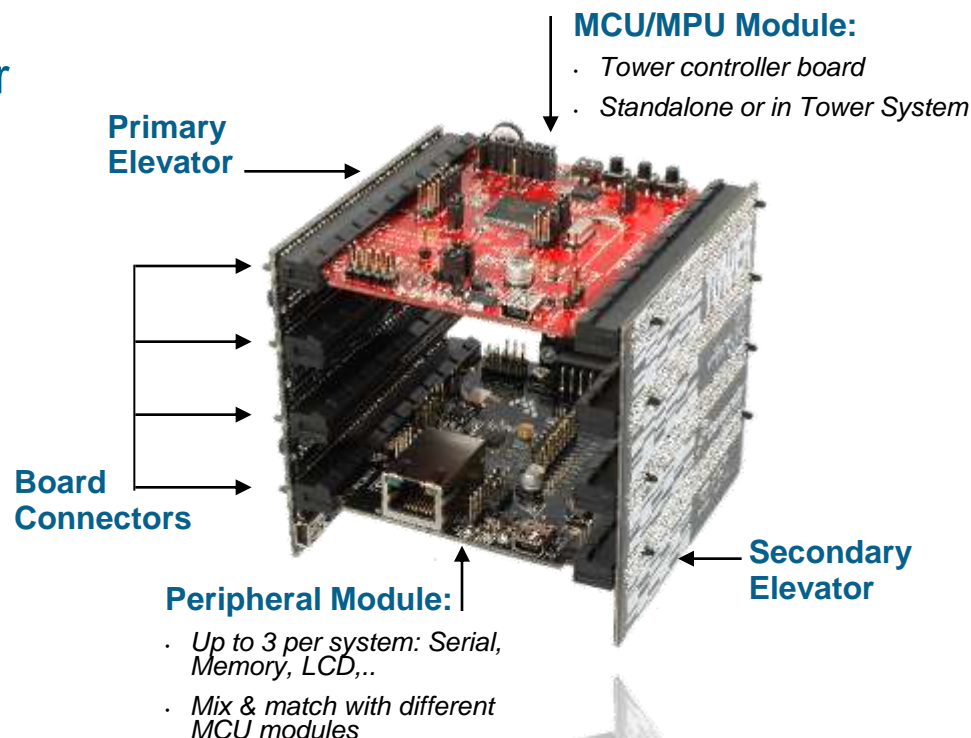 r
MCU/MPU Module:
· Tower controller board
· Standalone or in Tower System
Primary
Elevator
Board
Connectors
Secondary
Elevator
Peripheral Module:
· Up to 3 per system: Serial,
Memory, LCD,..
· Mix & match with different
MCU modules